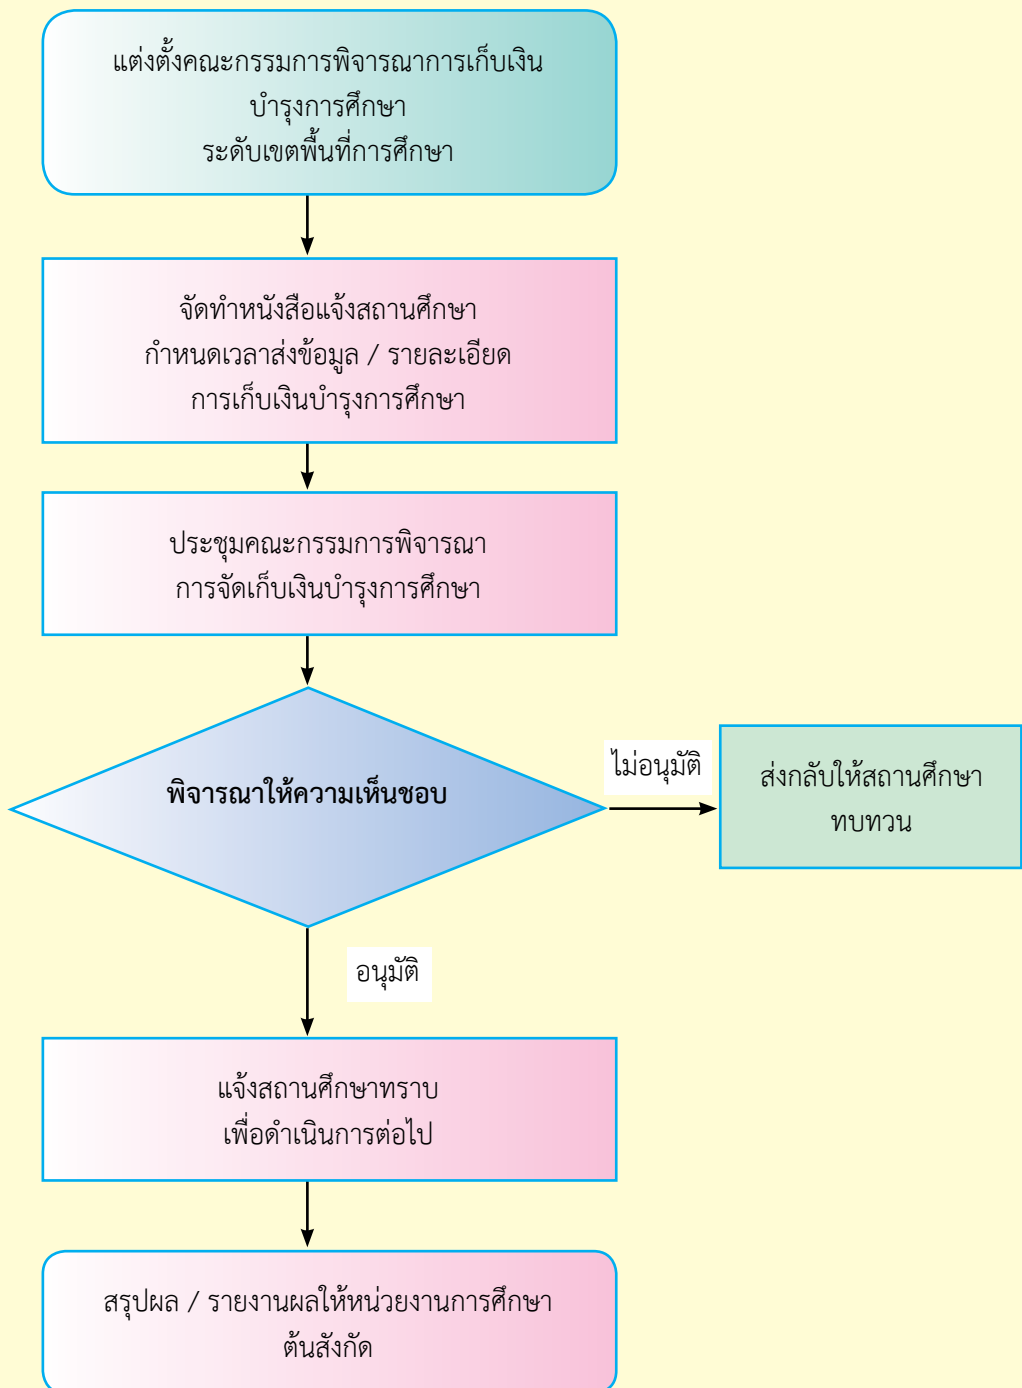 แต่งตั้งคณะกรรมการพิจารณาการเก็บเงิน
บำรุงการศึกษา
ระดับเขตพื้นที่การศึกษา
จัดทำหนังสือแจ้งสถานศึกษา
กำหนดเวลาส่งข้อมูล / รายละเอียด
การเก็บเงินบำรุงการศึกษา
ประชุมคณะกรรมการพิจารณา
การจัดเก็บเงินบำรุงการศึกษา
พิจารณาให้ความเห็นชอบ
ไม่อนุมัติ
ส่งกลับให้สถานศึกษา
ทบทวน
อนุมัติ
แจ้งสถานศึกษาทราบ
เพื่อดำเนินการต่อไป
สรุปผล / รายงานผลให้หน่วยงานการศึกษา
ต้นสังกัด